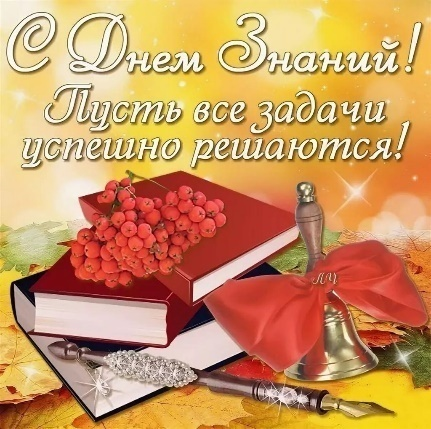 С Днем Знаний!
Пусть все задачи
успешно решаются!